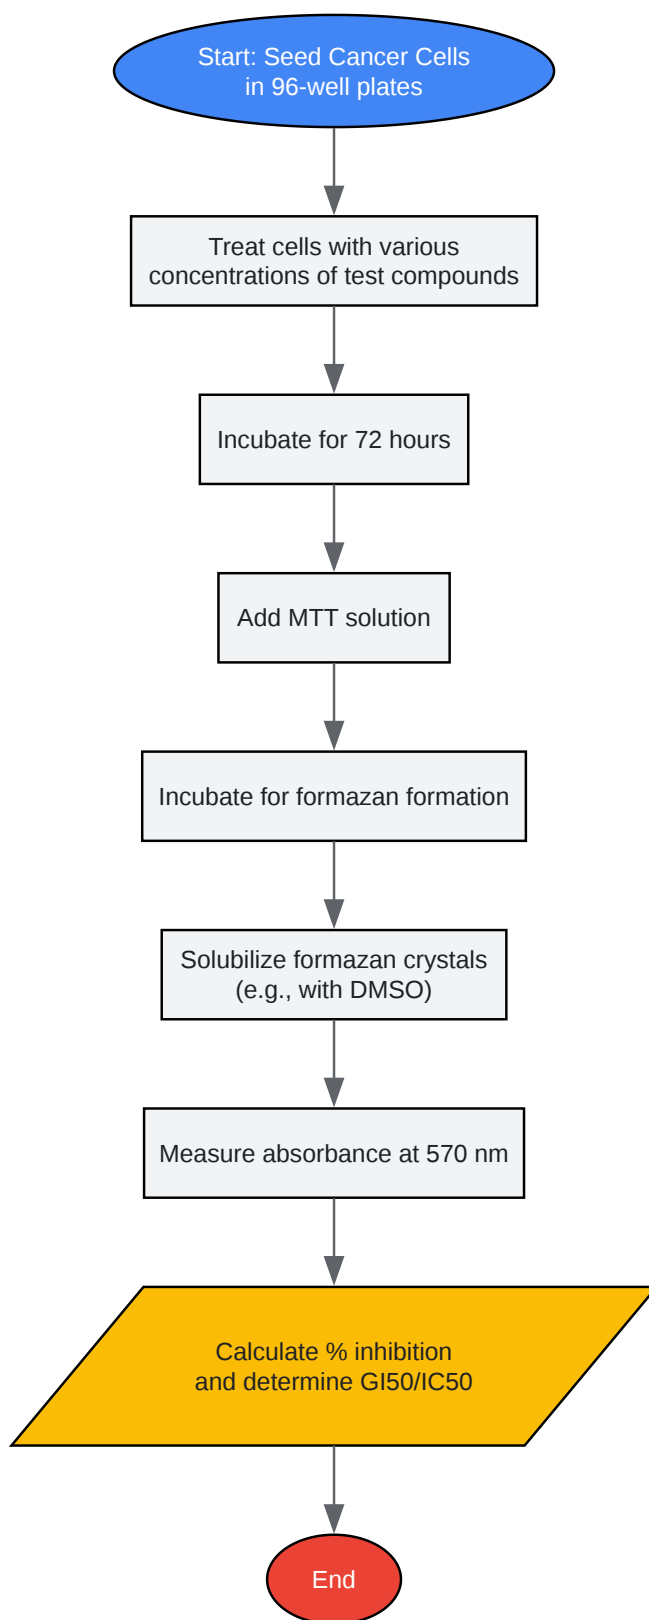 Start: Seed Cancer Cells
in 96-well plates
Treat cells with various
concentrations of test compounds
Incubate for 72 hours
Add MTT solution
Incubate for formazan formation
Solubilize formazan crystals
(e.g., with DMSO)
Measure absorbance at 570 nm
Calculate % inhibition
and determine GI50/IC50
End